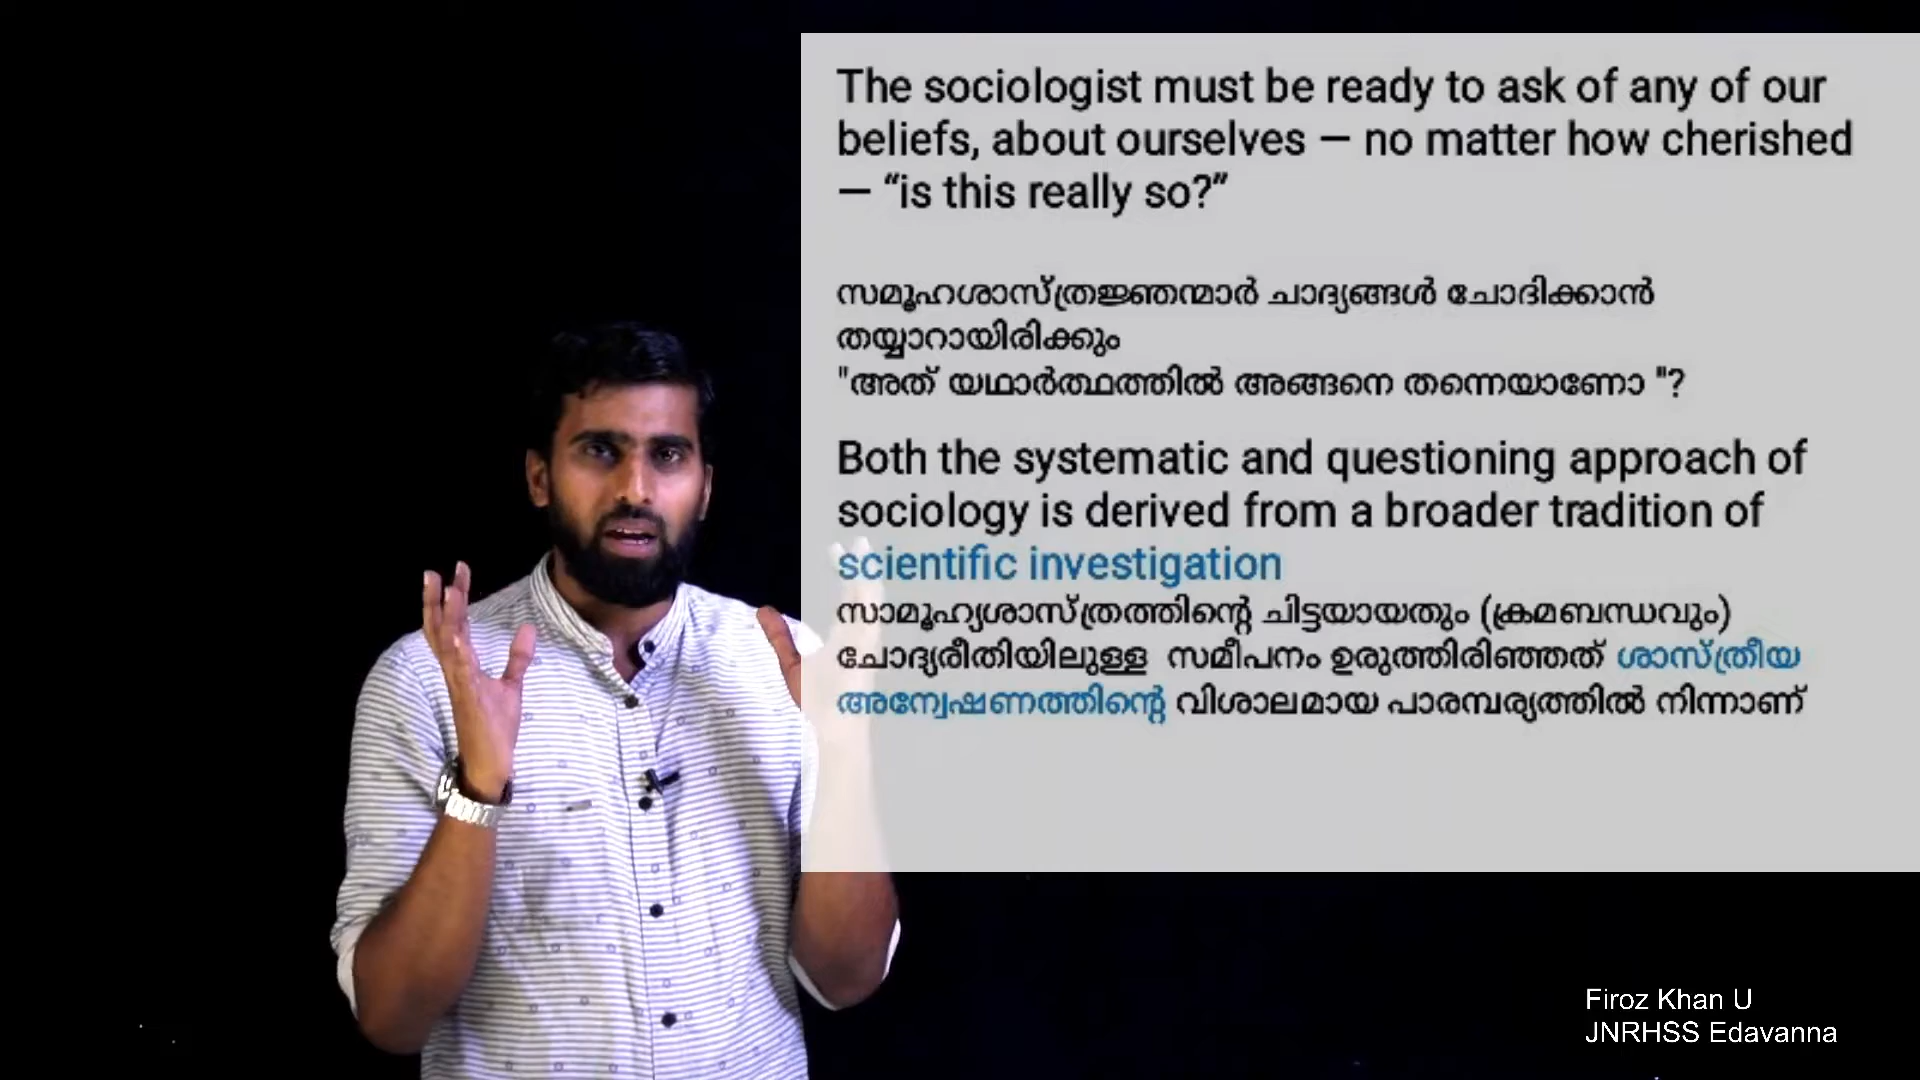 The sociologist must be ready to ask of any of our
beliefs, about ourselves — no matter how cherished
— “is this really so?”
സമൂഹശാസ്ത്രജ്ഞന്മാർ ചാദ്യങ്ങൾ ചോദിക്കാൻ
തയ്യാറായിരിക്കും
"അത് യഥാർത്ഥത്തിൽ അങ്ങനെ തന്നെയാണോ "?
Both the systematic and questioning approach of
sociology is derived from a broader tradition of
scientific investigation
സാമൂഹ്യശാസ്ത്രത്തിന്റെ ചിട്ടയായതും (ക്രമബന്ധവും)
ചോദ്യരീതിയിലുള്ള സമീപനം ഉരുത്തിരിഞ്ഞത് ശാസ്ത്രീയ
അന്വേഷണത്തിന്റെ വിശാലമായ പാരമ്പര്യത്തിൽ നിന്നാണ്
Firoz Khan U
JNRHSS Edavanna